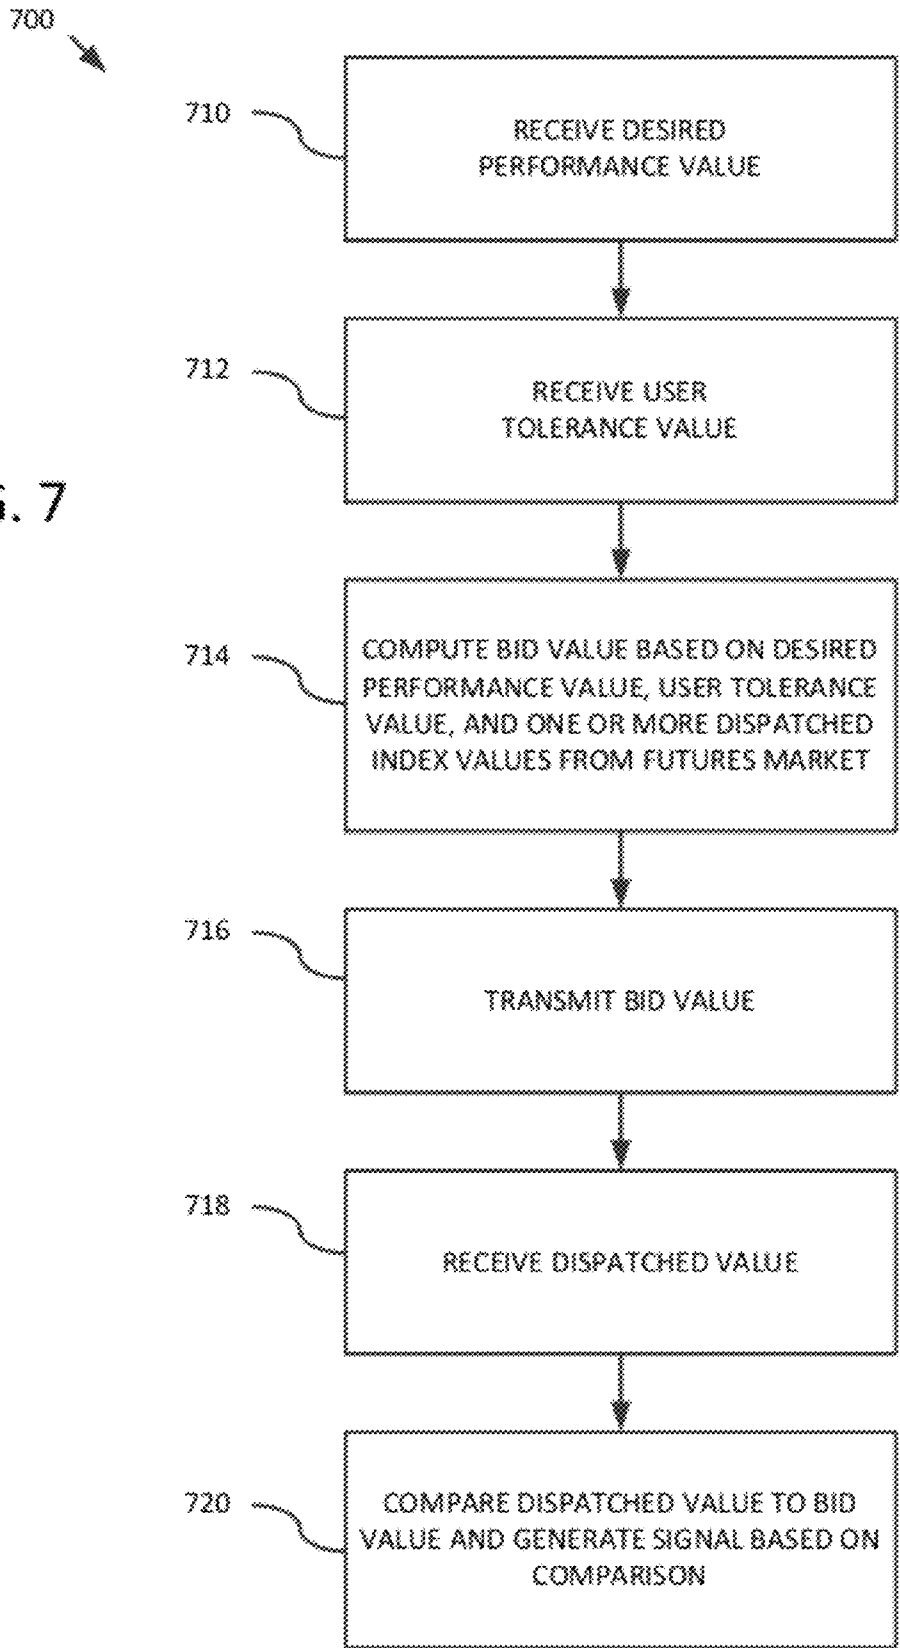 700
710
RECEIVE DESIRED
PERFORMANCE VALUE
712
RECEIVE USER
TOLERANCE VALUE
. 7
714
COMPUTE BID VALUE BASED ON DESIRED
PERFORMANCE VALUE, USER TOLERANCE
VALUE, AND ONE OR MORE DISPATCHED
INDEX VALUES FROM FUTURES MARKET
716
TRANSMIT BID VALUE
718
RECEIVE DISPATCHED VALUE
720
COMPARE DISPATCHED VALUE TO BID
VALUE AND GENERATE SIGNAL BASED ON
COMPARISON